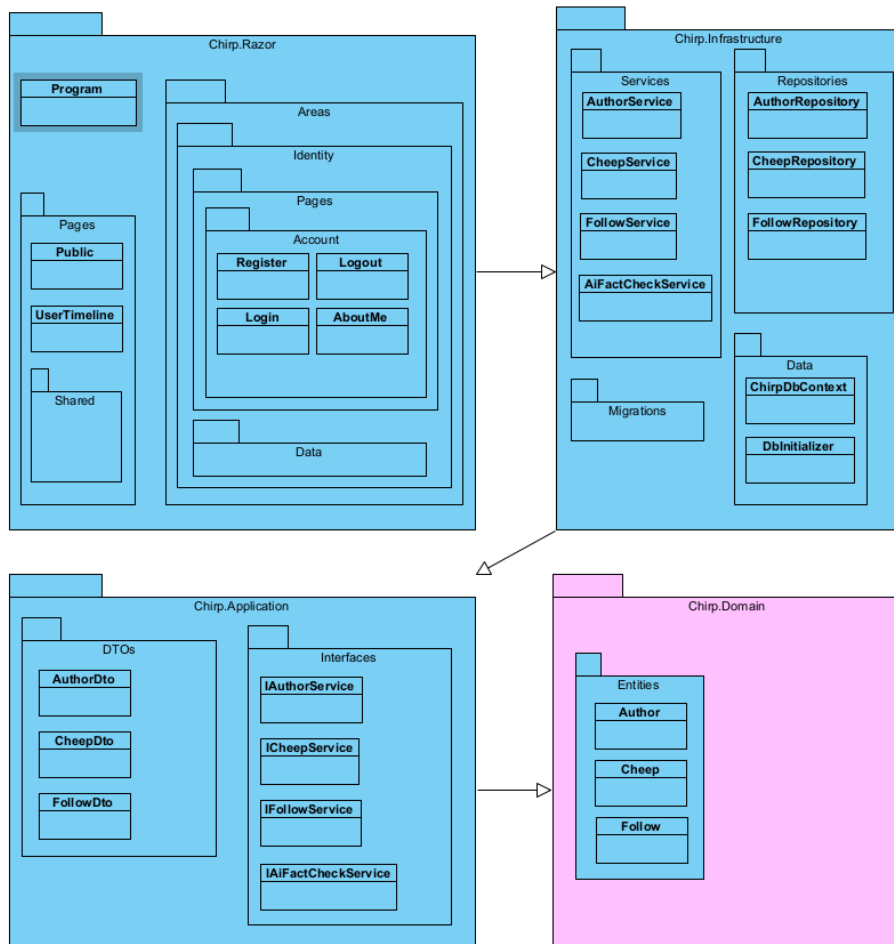 Chirp.Razor
Program
Areas
Identity
Pages
Account
Register
Logout
Login
AboutMe
Data
Pages
Public
UserTimeline
Shared
Chirp.Infrastructure
Services
AuthorService
CheepService
FollowService
AiFactCheckService
Repositories
AuthorRepository
CheepRepository
FollowRepository
Migrations
Data
ChirpDbContext
DbInitializer
Chirp.Application
DTOs
AuthorDto
CheepDto
FollowDto
Interfaces
IAuthorService
ICheepService
IFollowService
IAiFactCheckService
Chirp.Domain
Entities
Author
Cheep
Follow